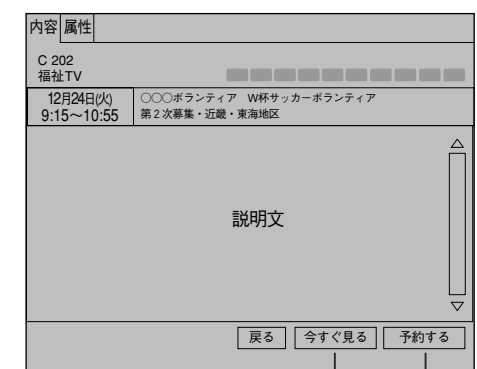 内容 属性
C 202
福祉TV
12月24日(火)
9:15～10:55
○○○ボランティア　W杯サッカーボランティア
第2次募集・近畿・東海地区
説明文
戻る 今すぐ見る 予約する